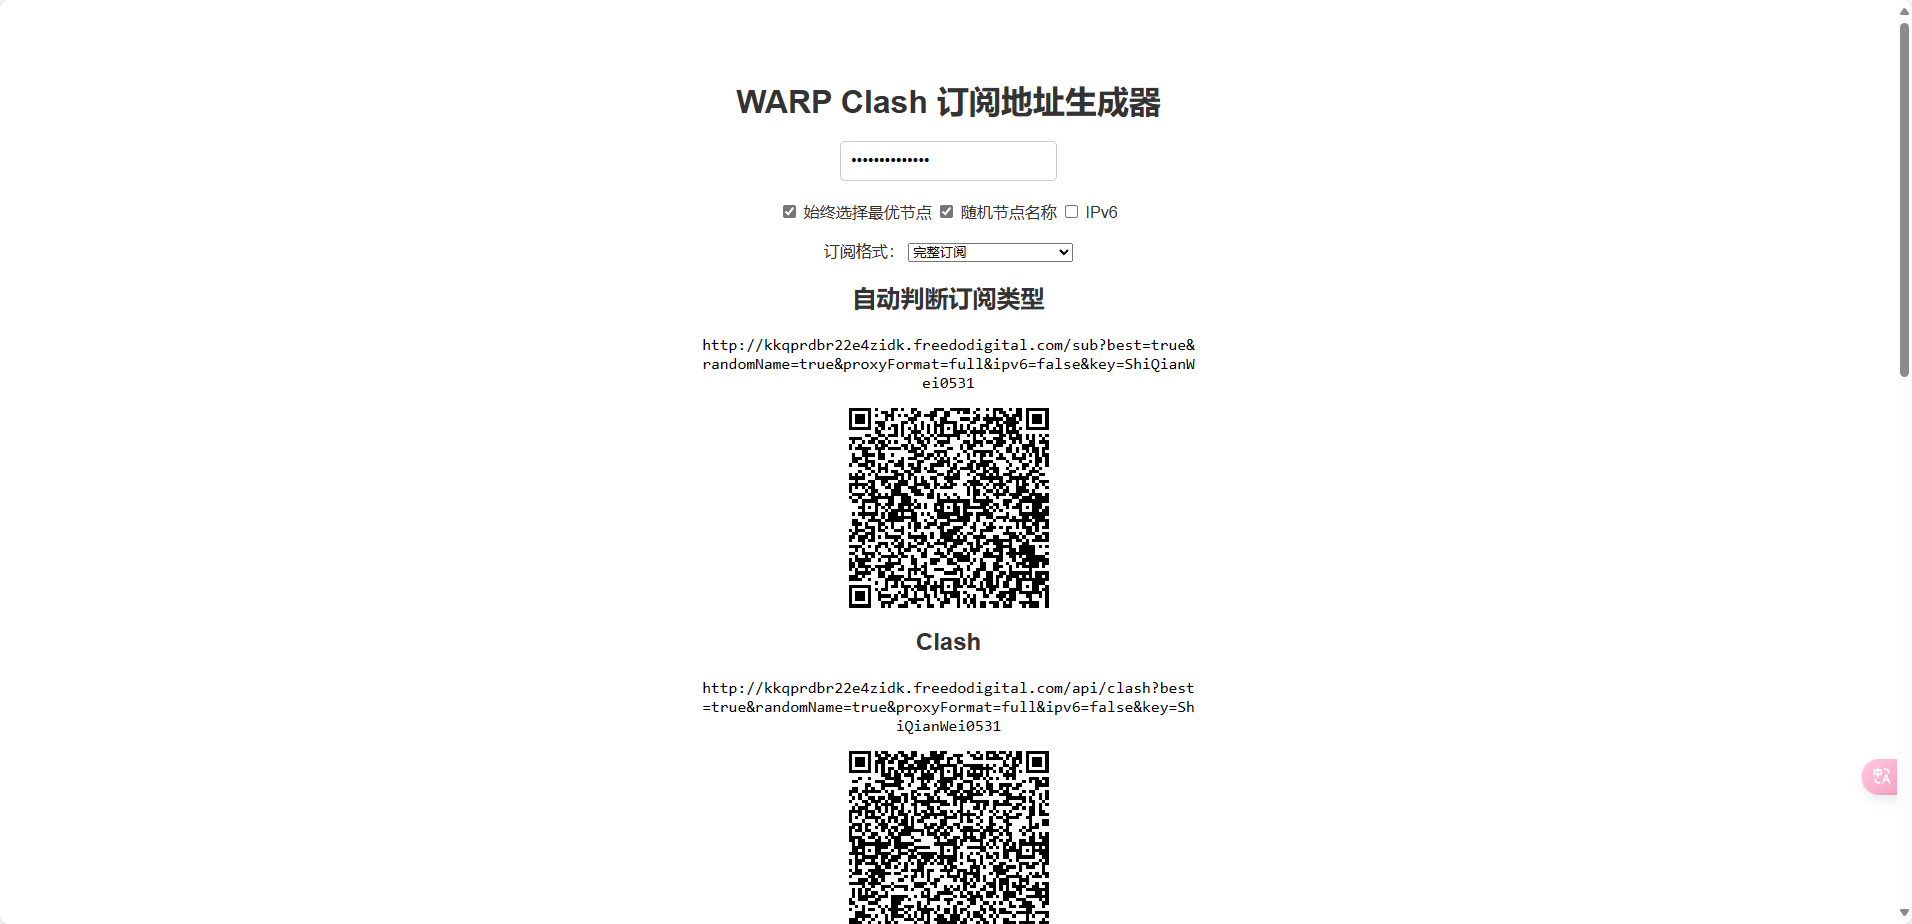 WARP Clash 订阅地址生成器
••••••••••••••
始终选择最优节点 随机节点名称 IPv6
订阅格式： 完整订阅
自动判断订阅类型
http://kkqprdbr22e4zidk.freedodigital.com/sub?best=true&
randomName=true&proxyFormat=full&ipv6=false&key=ShiQianW
ei0531
Clash
http://kkqprdbr22e4zidk.freedodigital.com/api/clash?best
=true&randomName=true&proxyFormat=full&ipv6=false&key=Sh
iQianWei0531
中A